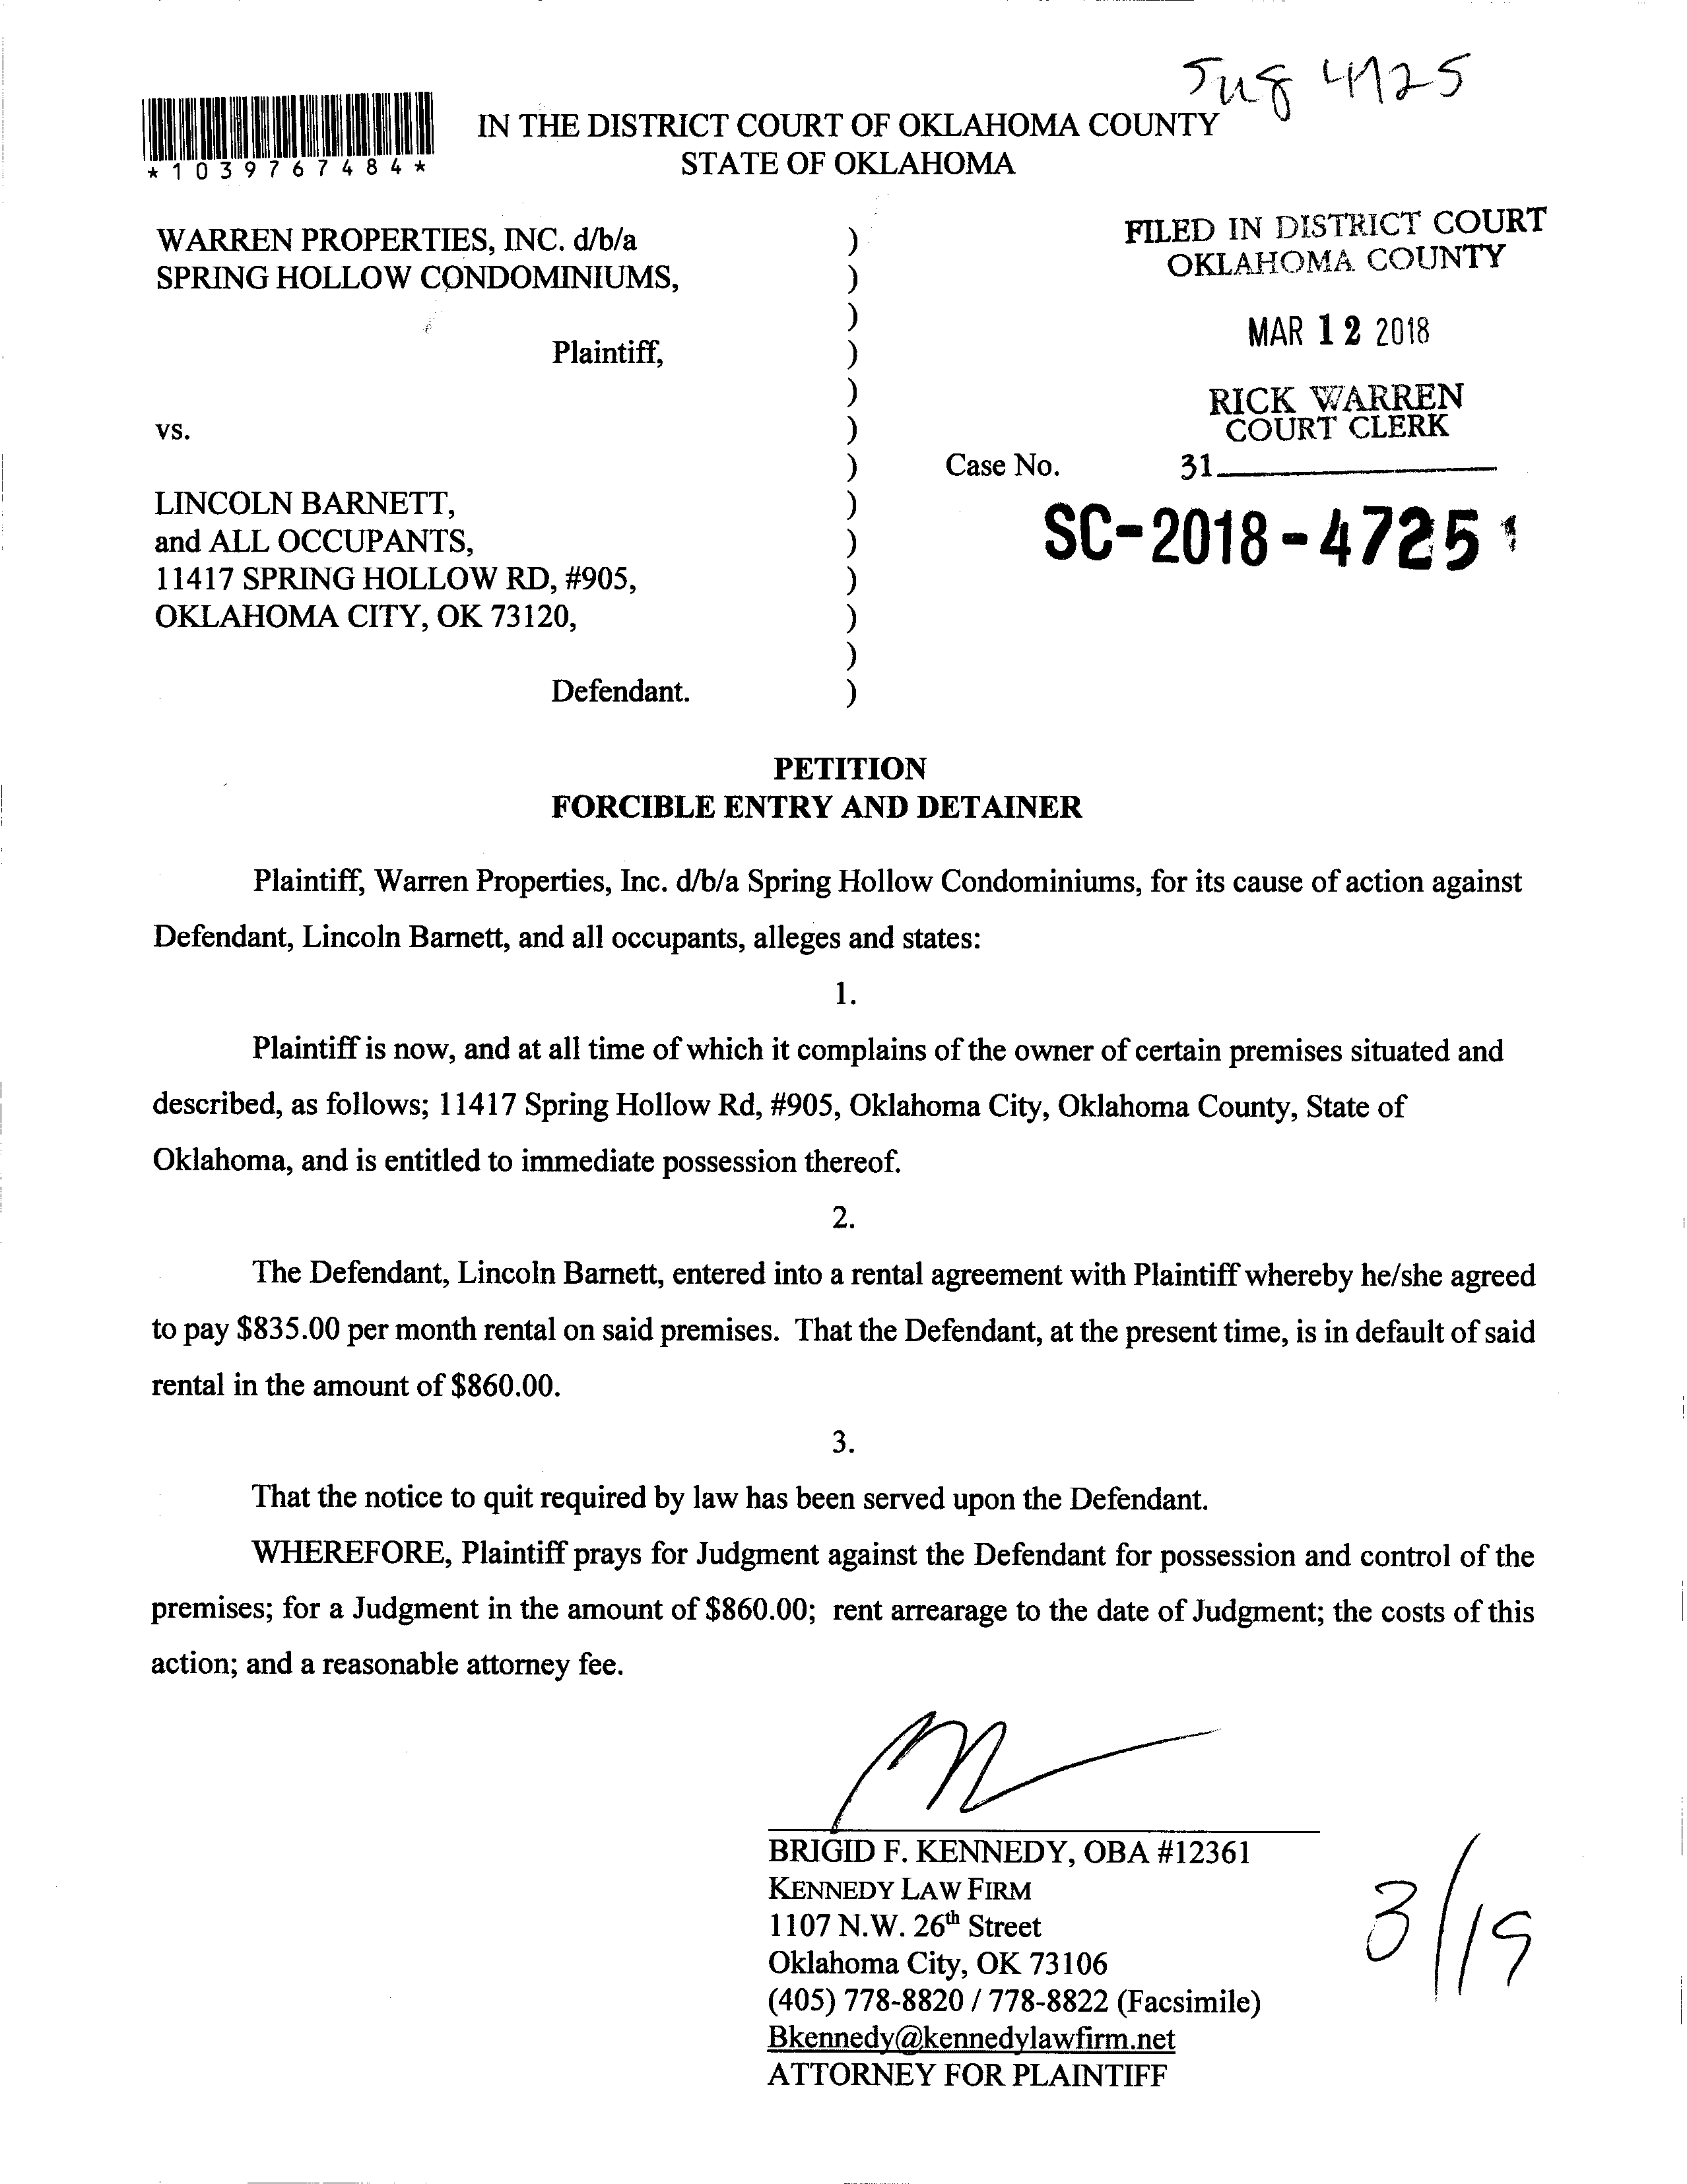 4725
IN THE DISTRICT COURT OF OKLAHOMA COUNTY
STATE OF OKLAHOMA
*1039767484*
WARREN PROPERTIES, INC. d/b/a
SPRING HOLLOW CONDOMINIUMS,
Plaintiff,
vs.
LINCOLN BARNETT,
and ALL OCCUPANTS,
11417 SPRING HOLLOW RD, #905,
OKLAHOMA CITY, OK 73120,
Defendant.
)
)
)
)
)
)
)
)
)
)
)
)
)
FILED IN DISTRICT COURT
OKLAHOMA COUNTY
MAR 12 2018
RICK WARREN
COURT CLERK
31
Case No.
SC-2018-4725
PETITION
FORCIBLE ENTRY AND DETAINER
Plaintiff, Warren Properties, Inc. d/b/a Spring Hollow Condominiums, for its cause of action against
Defendant, Lincoln Barnett, and all occupants, alleges and states:
1.
Plaintiff is now, and at all time of which it complains of the owner of certain premises situated and
described, as follows; 11417 Spring Hollow Rd, #905, Oklahoma City, Oklahoma County, State of
Oklahoma, and is entitled to immediate possession thereof.
2.
The Defendant, Lincoln Barnett, entered into a rental agreement with Plaintiff whereby he/she agreed
to pay $835.00 per month rental on said premises. That the Defendant, at the present time, is in default of said
rental in the amount of $860.00.
3.
That the notice to quit required by law has been served upon the Defendant.
WHEREFORE, Plaintiff prays for Judgment against the Defendant for possession and control of the
premises; for a Judgment in the amount of $860.00; rent arrearage to the date of Judgment; the costs of this
action; and a reasonable attorney fee.
BRIGID F. KENNEDY, OBA #12361
KENNEDY LAW FIRM
1107 N.W. 26th Street
Oklahoma City, OK 73106
(405) 778-8820 / 778-8822 (Facsimile)
Bkennedy@kennedylawfirm.net
ATTORNEY FOR PLAINTIFF
3/19